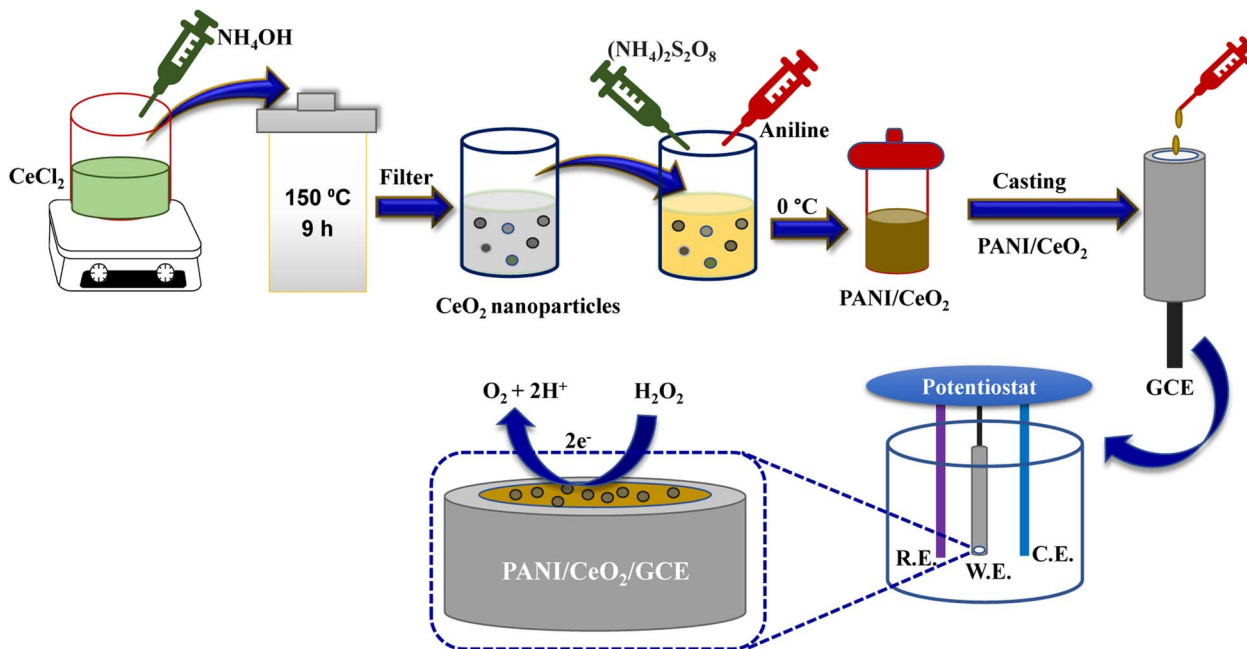 NH₄OH
CeCl₂
150 ºC
9 h
Filter
CeO₂ nanoparticles
(NH₄)₂S₂O₈
Aniline
0 °C
PANI/CeO₂
Casting
PANI/CeO₂
GCE
Potentiostat
R.E.
W.E.
C.E.
O₂ + 2H⁺
H₂O₂
2e⁻
PANI/CeO₂/GCE